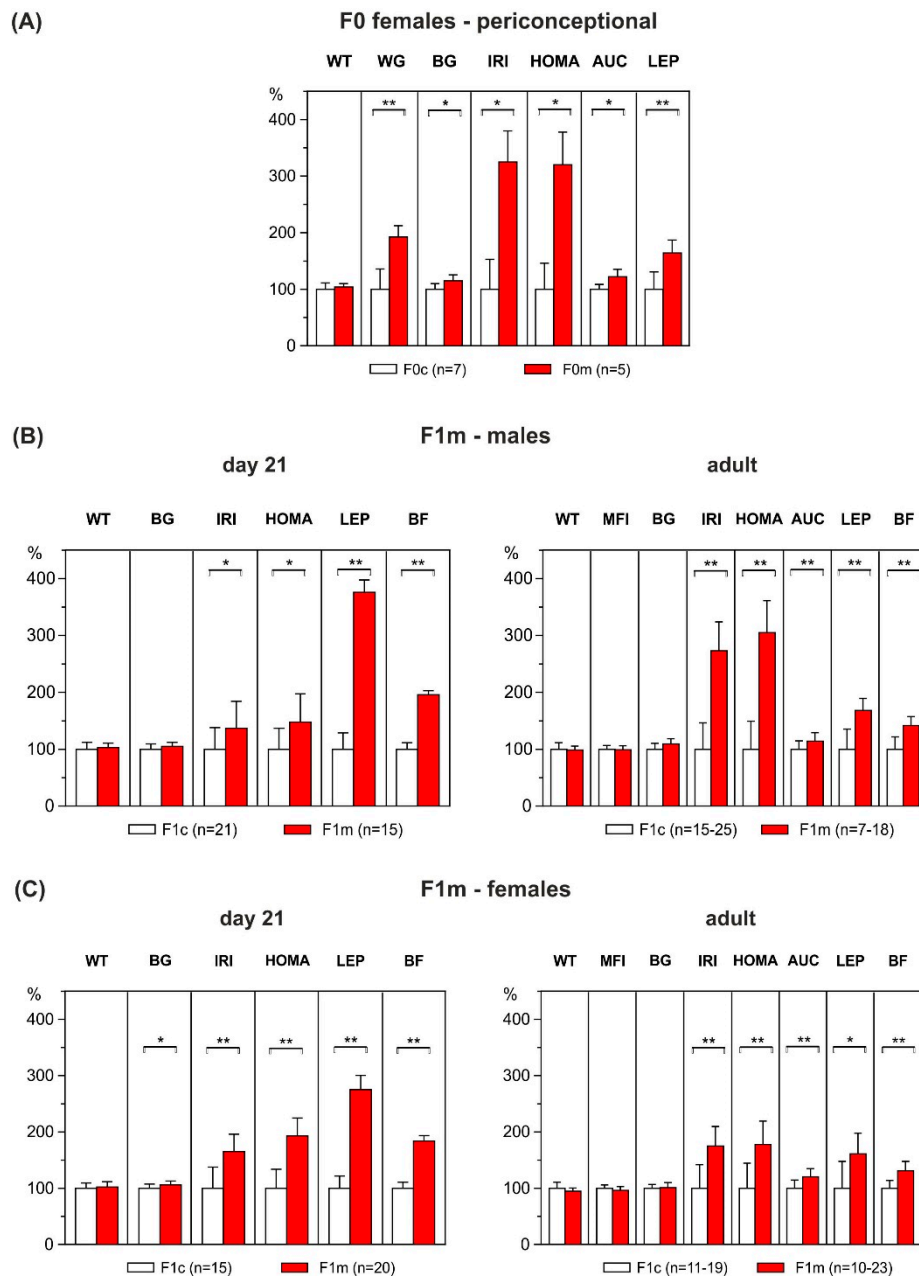 (A) F0 females - periconceptional
WT WG BG IRI HOMA AUC LEP
%
** * * * * **
400
300
200
100
0
F0c (n=7) F0m (n=5)
(B) F1m - males
day 21 adult
WT BG IRI HOMA LEP BF WT MFI BG IRI HOMA AUC LEP BF
% %
* * ** ** ** ** ** ** **
400 400
300 300
200 200
100 100
0 0
F1c (n=21) F1m (n=15) F1c (n=15-25) F1m (n=7-18)
(C) F1m - females
day 21 adult
WT BG IRI HOMA LEP BF WT MFI BG IRI HOMA AUC LEP BF
% %
400 400
* ** ** ** ** ** ** ** * **
300 300
200 200
100 100
0 0
F1c (n=15) F1m (n=20) F1c (n=11-19) F1m (n=10-23)